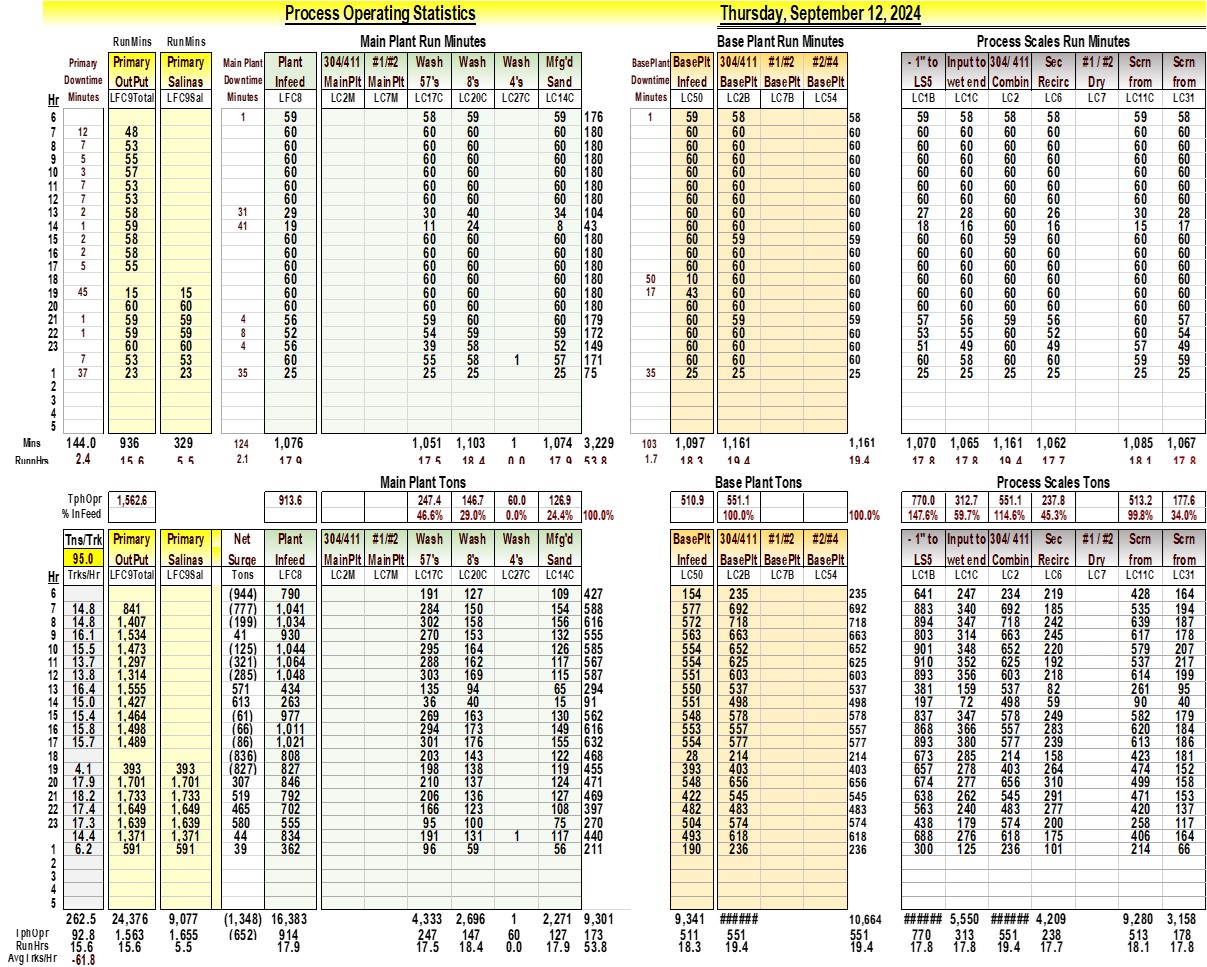 Process Operating Statistics Thursday, September 12, 2024
RunMins RunMins Main Plant Run Minutes Base Plant Run Minutes Process Scales Run Minutes
Primary Primary Primary Main Plant Plant 304/411 #1/#2 Wash Wash Wash Mfg'd BasePlant BasePlt 304/411 #1/#2 #2/#4 - 1" to Input to 304/ 411 Sec #1 / #2 Scrn Scrn
Downtime OutPut Salinas Downtime Infeed MainPlt MainPlt 57's 8's 4's Sand Downtime Infeed BasePlt BasePlt BasePlt LS5 wet end Combin Recirc Dry from from
Hr Minutes LFC9Total LFC9Sal Minutes LFC8 LC2M LC7M LC17C LC20C LC27C LC14C Minutes LC50 LC2B LC7B LC54 LC1B LC1C LC2 LC6 LC7 LC11C LC31
6 1 59 58 59 59 176 1 59 58 58 59 58 58 58 59 58
7 12 48 60 60 60 60 180 60 60 60 60 60 60 60 60 60
8 7 53 60 60 60 60 180 60 60 60 60 60 60 60 60 60
9 5 55 60 60 60 60 180 60 60 60 60 60 60 60 60 60
10 3 57 60 60 60 60 180 60 60 60 60 60 60 60 60 60
11 7 53 60 60 60 60 180 60 60 60 60 60 60 60 60 60
12 7 53 60 60 60 60 180 60 60 60 60 60 60 60 60 60
13 2 58 31 29 30 40 34 104 60 60 60 27 28 60 26 30 28
14 1 59 41 19 11 24 8 43 60 60 60 18 16 60 16 15 17
15 2 58 60 60 60 60 180 60 59 59 60 60 60 60 60 60
16 2 58 60 60 60 60 180 60 60 60 60 60 60 60 60 60
17 5 55 60 60 60 60 180 60 60 60 60 60 60 60 60 60
18 60 60 60 60 180 50 10 60 60 60 60 60 60 60 60
19 45 15 15 60 60 60 60 180 17 43 60 60 60 60 60 60 60 60
20 60 60 60 60 60 60 180 60 60 60 60 60 60 60 60 60
21 1 59 59 4 56 59 60 60 179 60 59 59 57 56 59 56 60 57
22 1 59 59 8 52 54 59 59 172 60 60 60 53 55 60 52 60 54
23 60 60 4 56 39 58 52 149 60 60 60 51 49 60 49 57 49
7 53 53 60 55 58 1 57 171 60 60 60 60 58 60 60 59 59
1 37 23 23 35 25 25 25 25 75 35 25 25 25 25 25 25 25 25 25
2
3
4
5
Mins 144.0 936 329 124 1,076 1,051 1,103 1 1,074 3,229 103 1,097 1,161 1,161 1,070 1,065 1,161 1,062 1,085 1,067
RunnHrs 2.4 15.6 5.5 2.1 17.9 17.5 18.4 0.0 17.9 53.8 1.7 18.3 19.4 19.4 17.8 17.8 19.4 17.7 18.1 17.8
Main Plant Tons Base Plant Tons Process Scales Tons
TphOpr 1,562.6 913.6 247.4 146.7 60.0 126.9 510.9 551.1 770.0 312.7 551.1 237.8 513.2 177.6
% InFeed 46.6% 29.0% 0.0% 24.4% 100.0% 100.0% 100.0% 147.6% 59.7% 114.6% 45.3% 99.8% 34.0%
Tns/Trk Primary Primary Net Plant 304/411 #1/#2 Wash Wash Wash Mfg'd BasePlt 304/411 #1/#2 #2/#4 - 1" to Input to 304/ 411 Sec #1 / #2 Scrn Scrn
95.0 OutPut Salinas Surge Infeed MainPlt MainPlt 57's 8's 4's Sand Infeed BasePlt BasePlt BasePlt LS5 wet end Combin Recirc Dry from from
Hr Trks/Hr LFC9Total LFC9Sal Tons LFC8 LC2M LC7M LC17C LC20C LC27C LC14C LC50 LC2B LC7B LC54 LC1B LC1C LC2 LC6 LC7 LC11C LC31
6 (944) 790 191 127 109 427 154 235 235 641 247 234 219 428 164
7 14.8 841 (777) 1,041 284 150 154 588 577 692 692 883 340 692 185 535 194
8 14.8 1,407 (199) 1,034 302 158 156 616 572 718 718 894 347 718 242 639 187
9 16.1 1,534 41 930 270 153 132 555 563 663 663 803 314 663 245 617 178
10 15.5 1,473 (125) 1,044 295 164 126 585 554 652 652 901 348 652 220 579 207
11 13.7 1,297 (321) 1,064 288 162 117 567 554 625 625 910 352 625 192 537 217
12 13.8 1,314 (285) 1,048 303 169 115 587 551 603 603 893 356 603 218 614 199
13 16.4 1,555 571 434 135 94 65 294 550 537 537 381 159 537 82 261 95
14 15.0 1,427 613 263 36 40 15 91 551 498 498 197 72 498 59 90 40
15 15.4 1,464 (61) 977 269 163 130 562 548 578 578 837 347 578 249 582 179
16 15.8 1,498 (66) 1,011 294 173 149 616 553 557 557 868 366 557 283 620 184
17 15.7 1,489 (86) 1,021 301 176 155 632 554 577 577 893 380 577 239 613 186
18 (836) 808 203 143 122 468 28 214 214 673 285 214 158 423 181
19 4.1 393 393 (827) 827 198 138 119 455 393 403 403 657 278 403 264 474 152
20 17.9 1,701 1,701 307 846 210 137 124 471 548 656 656 674 277 656 310 499 158
21 18.2 1,733 1,733 519 792 206 136 127 469 422 545 545 638 262 545 291 471 153
22 17.4 1,649 1,649 465 702 166 123 108 397 482 483 483 563 240 483 277 420 137
23 17.3 1,639 1,639 580 555 95 100 75 270 504 574 574 438 179 574 200 258 117
14.4 1,371 1,371 44 834 191 131 1 117 440 493 618 618 688 276 618 175 406 164
1 6.2 591 591 39 362 96 59 56 211 190 236 236 300 125 236 101 214 66
2
3
4
5
262.5 24,376 9,077 (1,348) 16,383 4,333 2,696 1 2,271 9,301 9,341 ###### 10,664 ###### 5,550 ###### 4,209 9,280 3,158
TphOpr 92.8 1,563 1,655 (652) 914 247 147 60 127 173 511 551 551 770 313 551 238 513 178
RunHrs 15.6 15.6 5.5 17.9 17.5 18.4 0.0 17.9 53.8 18.3 19.4 19.4 17.8 17.8 19.4 17.7 18.1 17.8
AvgTrks/Hr -61.8